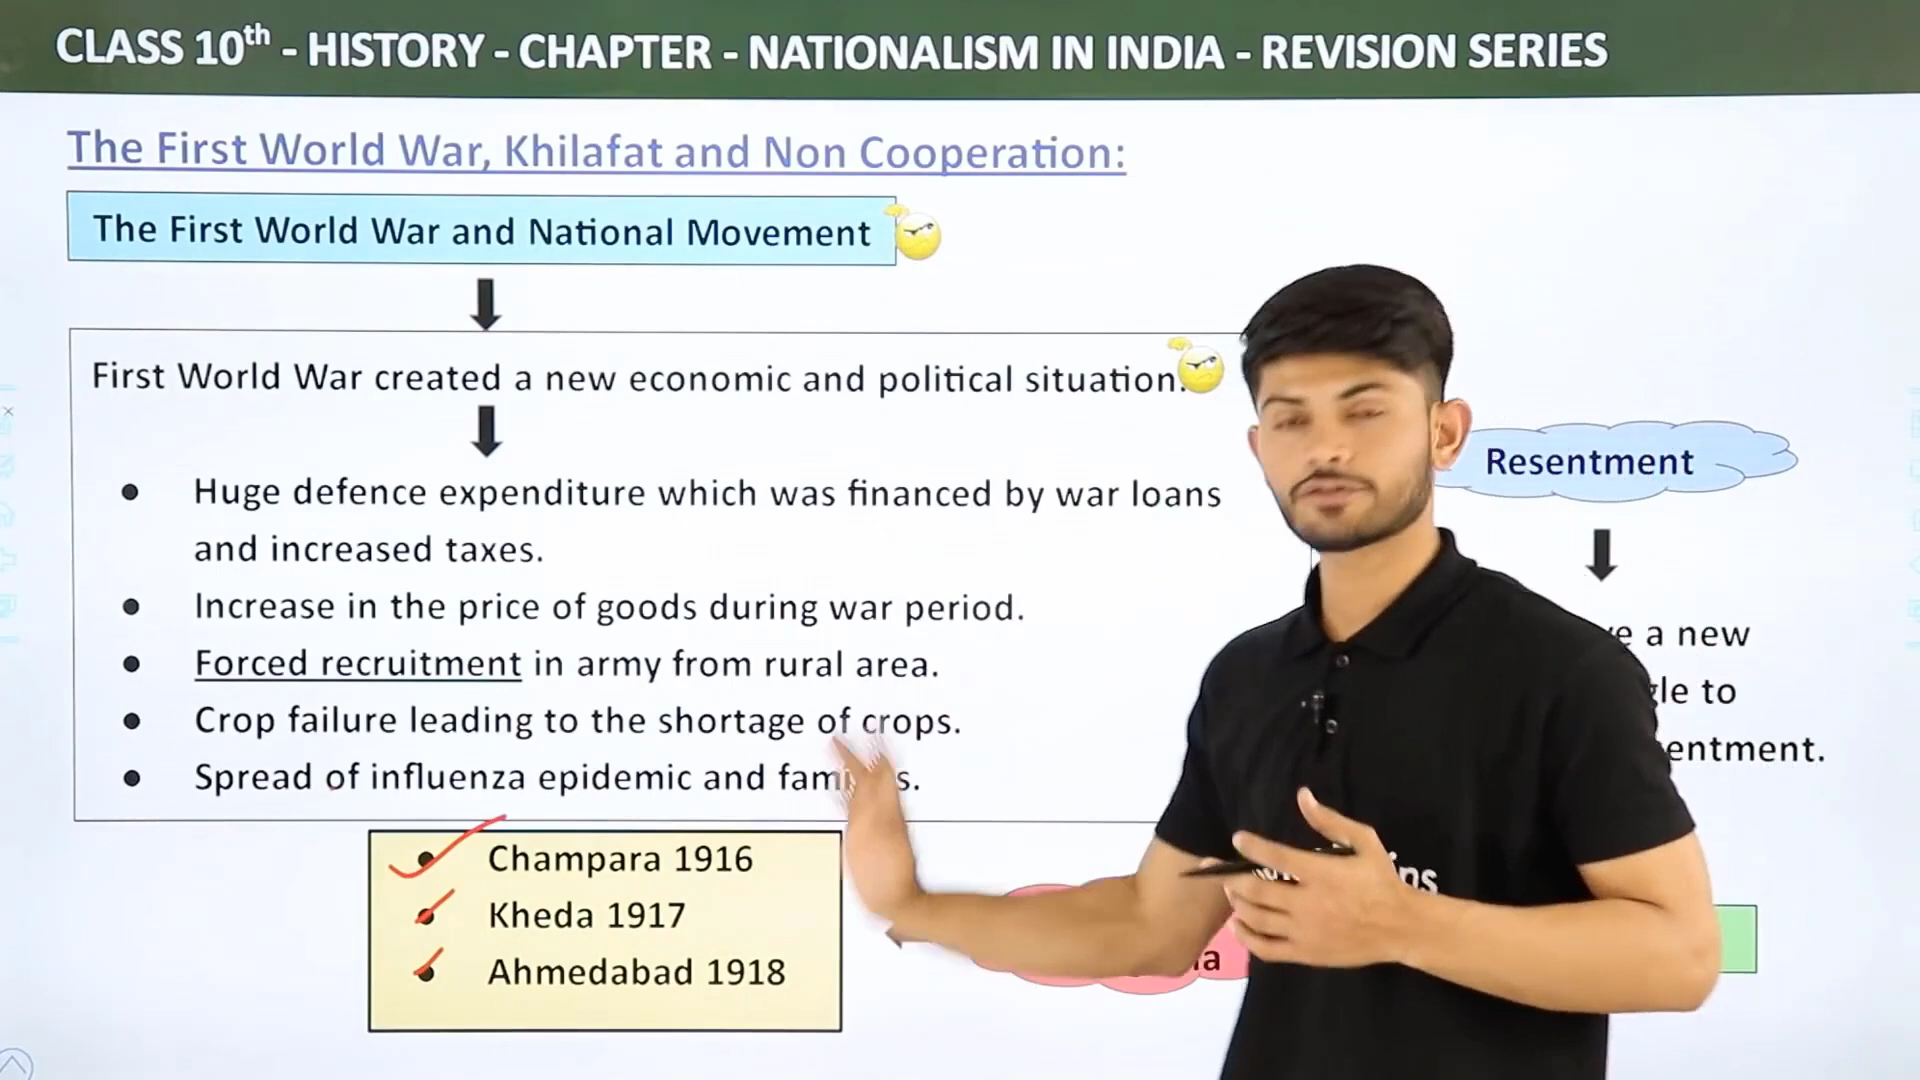 CLASS 10th - HISTORY - CHAPTER - NATIONALISM IN INDIA - REVISION SERIES
The First World War, Khilafat and Non Cooperation:
The First World War and National Movement
First World War created a new economic and political situation.
• Huge defence expenditure which was financed by war loans
and increased taxes.
• Increase in the price of goods during war period.
• Forced recruitment in army from rural area.
• Crop failure leading to the shortage of crops.
• Spread of influenza epidemic and
• Champara 1916
• Kheda 1917
• Ahmedabad 1918
Resentment
a new
to